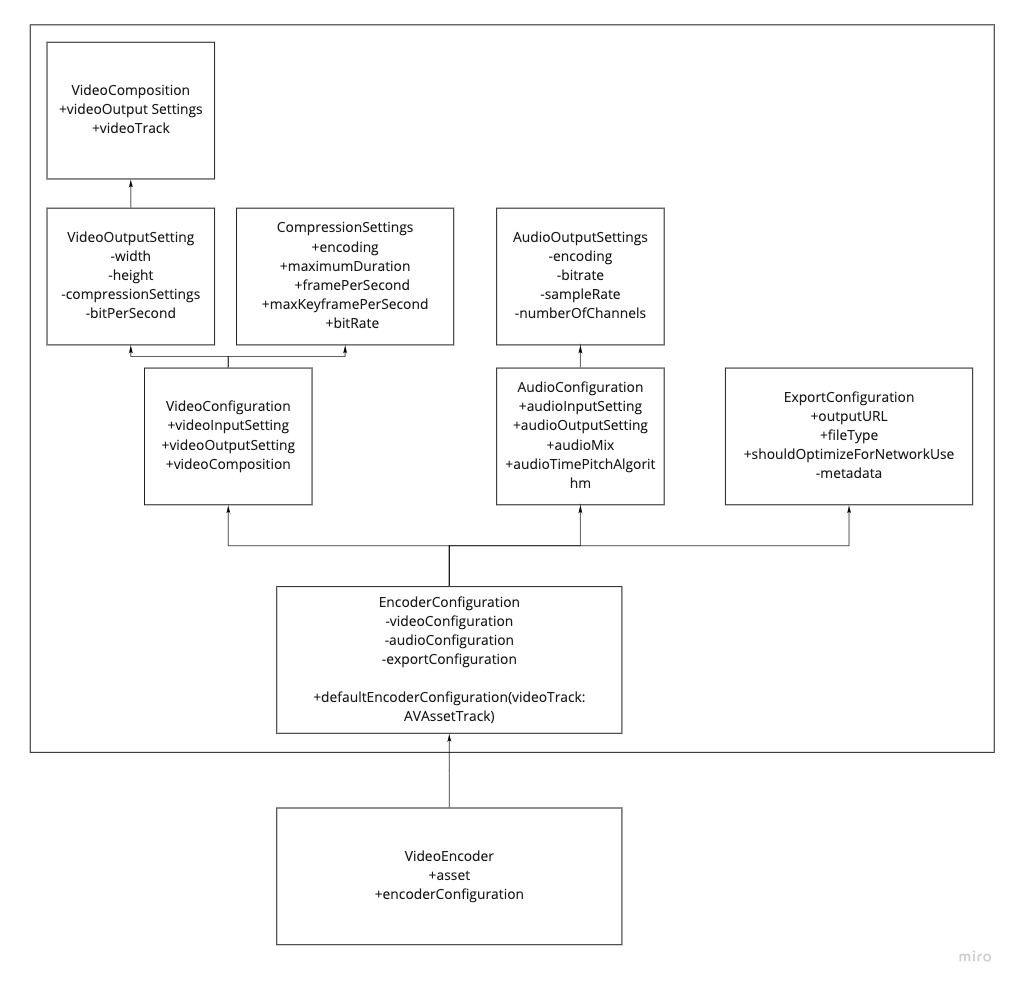 VideoComposition
+videoOutput Settings
+videoTrack
VideoOutputSetting
-width
-height
-compressionSettings
-bitPerSecond
CompressionSettings
+encoding
+maximumDuration
+framePerSecond
+maxKeyframePerSecond
+bitRate
AudioOutputSettings
-encoding
-bitrate
-sampleRate
-numberOfChannels
VideoConfiguration
+videoInputSetting
+videoOutputSetting
+videoComposition
AudioConfiguration
+audioInputSetting
+audioOutputSetting
+audioMix
+audioTimePitchAlgorit
hm
ExportConfiguration
+outputURL
+fileType
+shouldOptimizeForNetworkUse
-metadata
EncoderConfiguration
-videoConfiguration
-audioConfiguration
-exportConfiguration
+defaultEncoderConfiguration(videoTrack:
AVAssetTrack)
VideoEncoder
+asset
+encoderConfiguration
miro